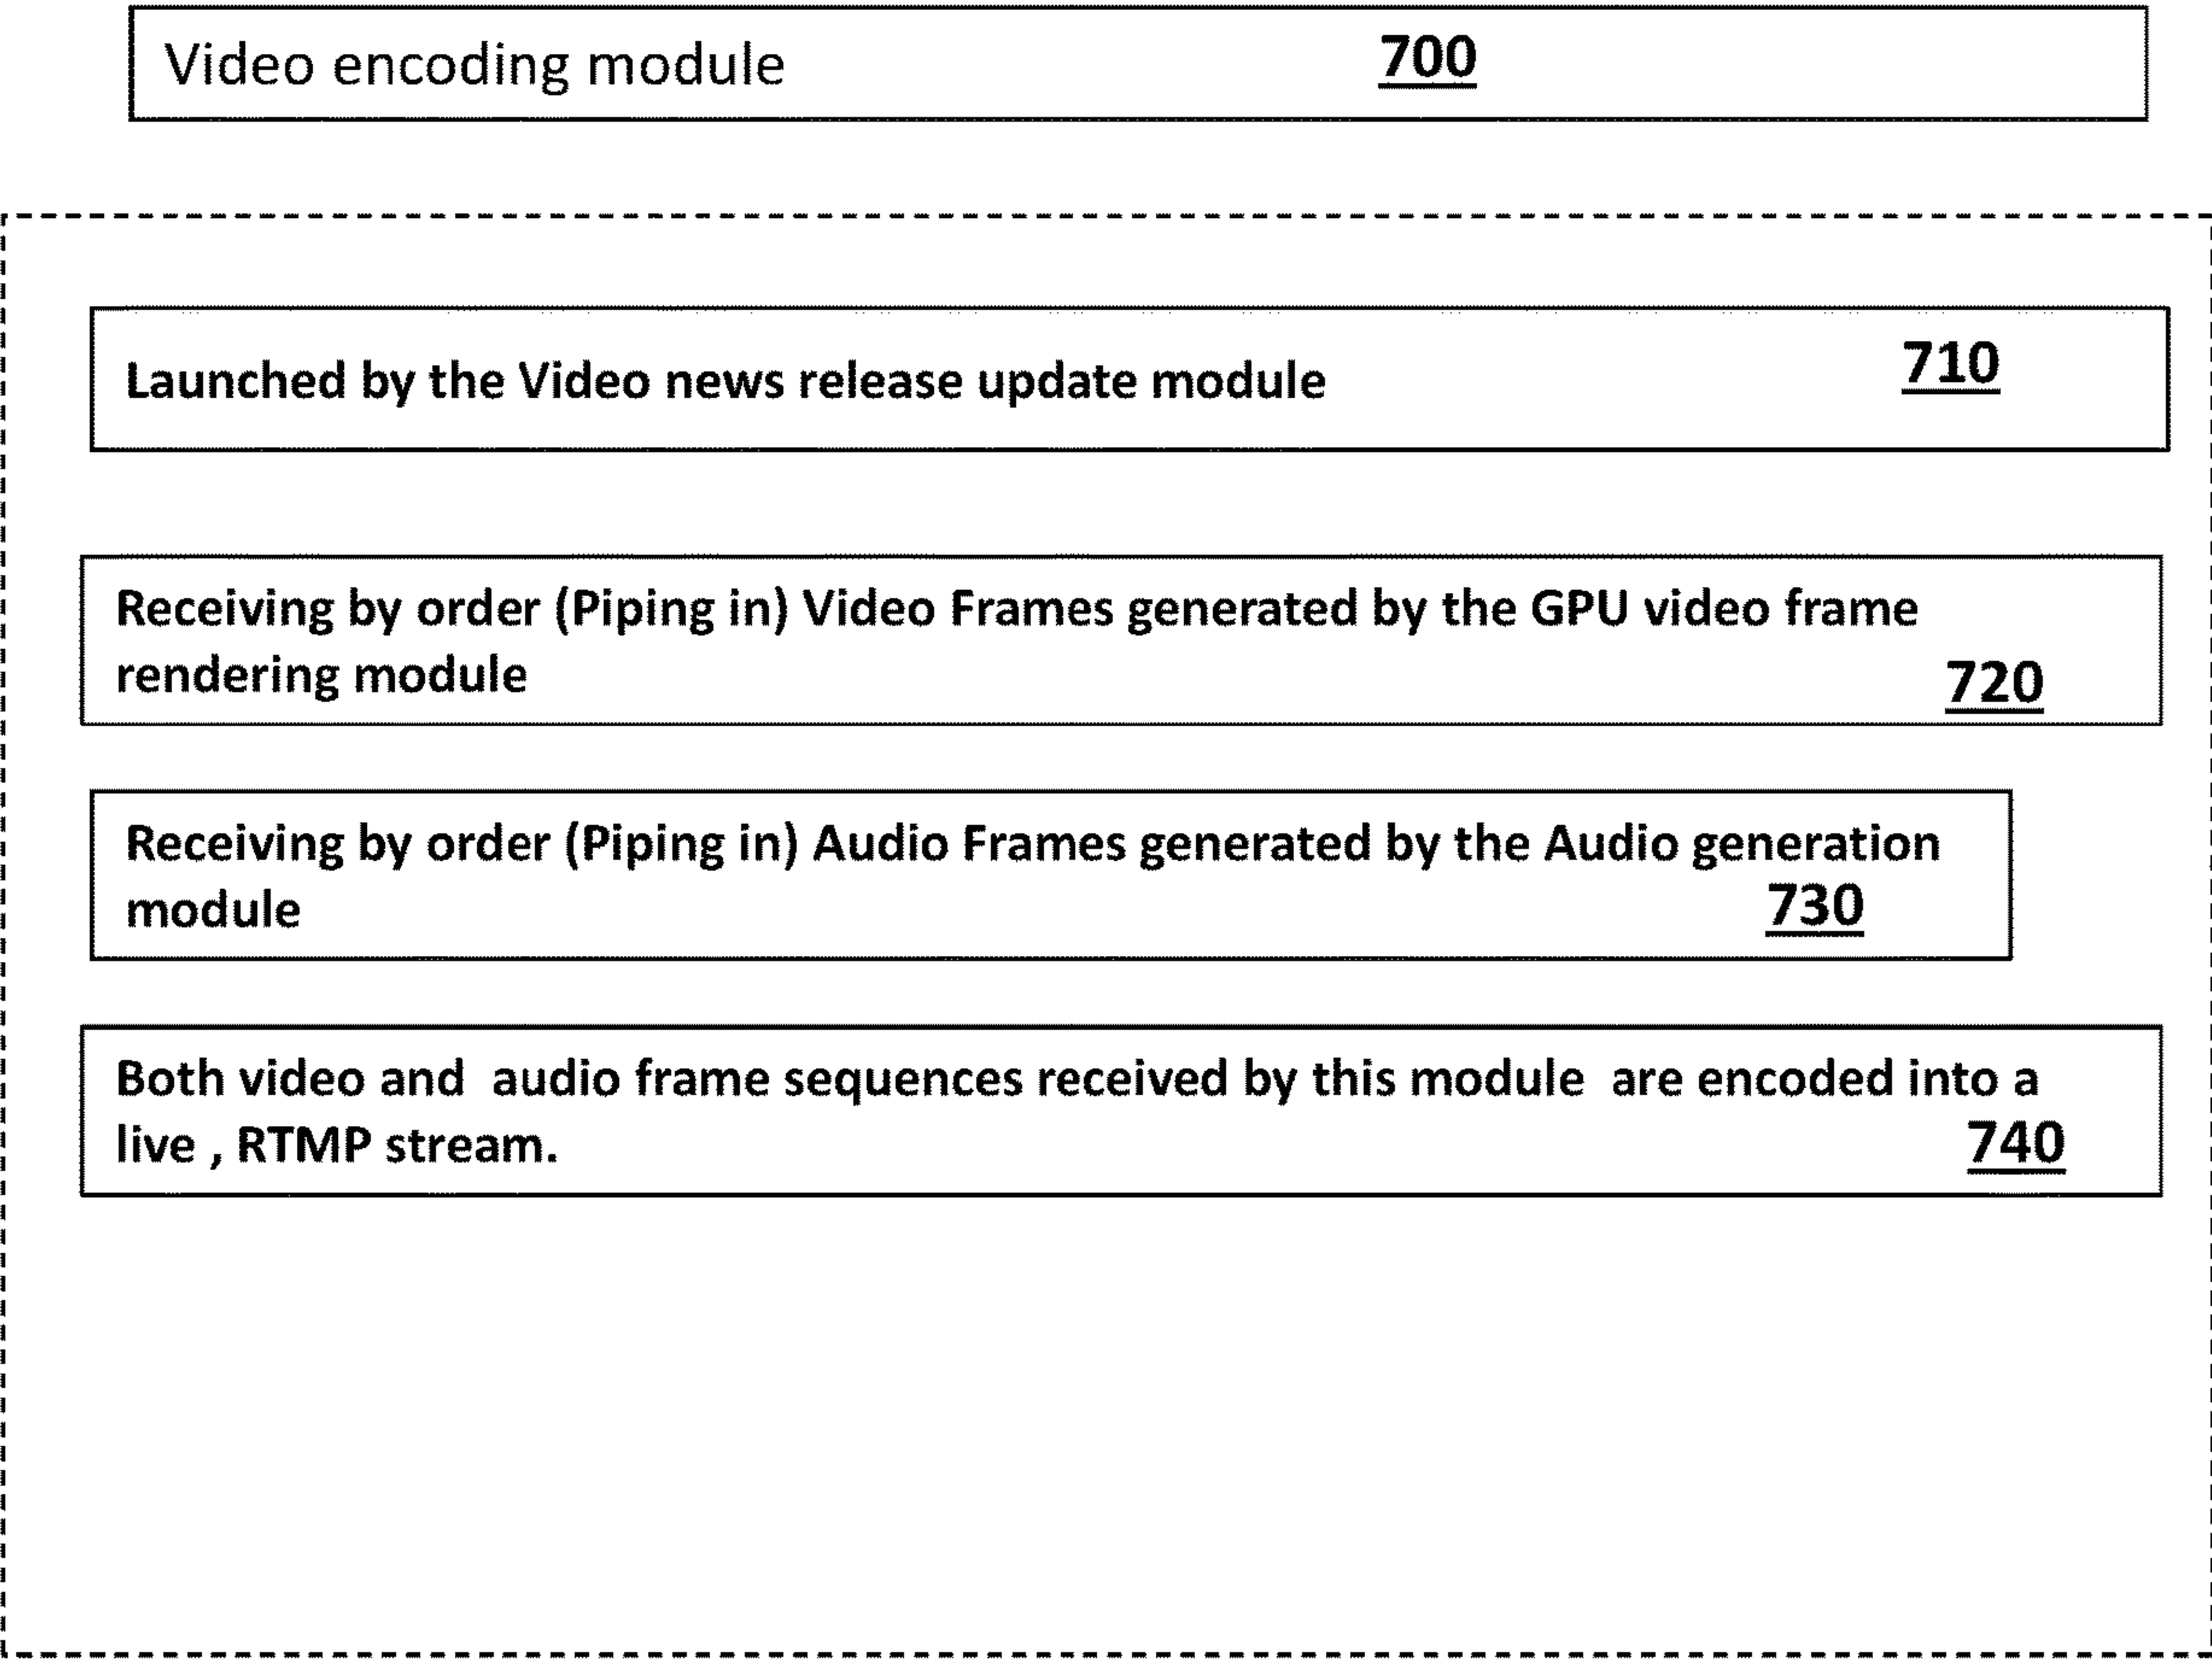 Video encoding module 700
Launched by the Video news release update module 710
Receiving by order (Piping in) Video Frames generated by the GPU video frame
rendering module 720
Receiving by order (Piping in) Audio Frames generated by the Audio generation
module 730
Both video and audio frame sequences received by this module are encoded into a
live , RTMP stream. 740